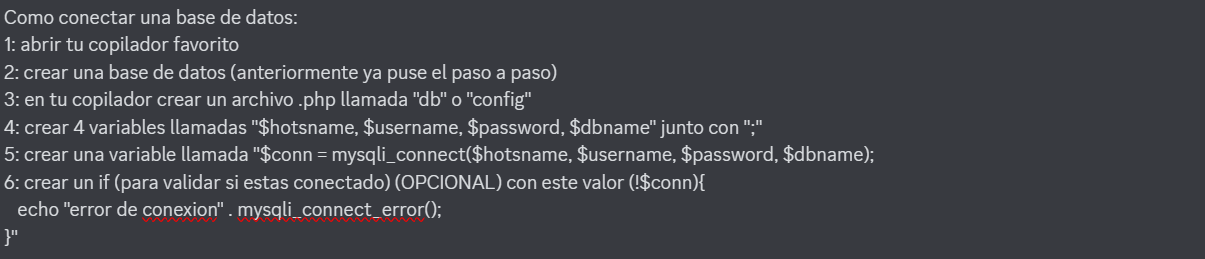 Como conectar una base de datos:
1: abrir tu copilador favorito
2: crear una base de datos (anteriormente ya puse el paso a paso)
3: en tu copilador crear un archivo .php llamada "db" o "config"
4: crear 4 variables llamadas "$hotsname, $username, $password, $dbname" junto con ";"
5: crear una variable llamada "$conn = mysqli_connect($hotsname, $username, $password, $dbname);
6: crear un if (para validar si estas conectado) (OPCIONAL) con este valor (!$conn){
echo "error de conexion" . mysqli_connect_error();
}"